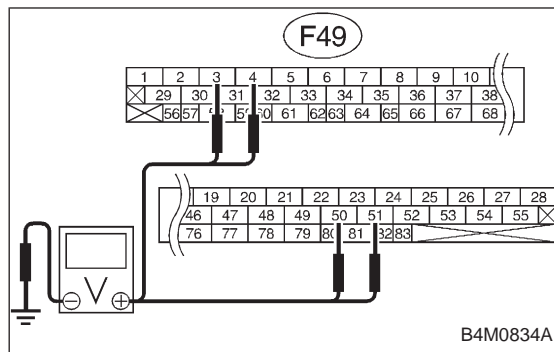 F49
1 2 3 4 5 6 7 8 9 10
29 30 31 32 33 34 35 36 37 38
56 57 60 61 62 63 64 65 66 67 68
19 20 21 22 23 24 25 26 27 28
46 47 48 49 50 51 52 53 54 55
76 77 78 79 80 81 82 83
V
− +
B4M0834A